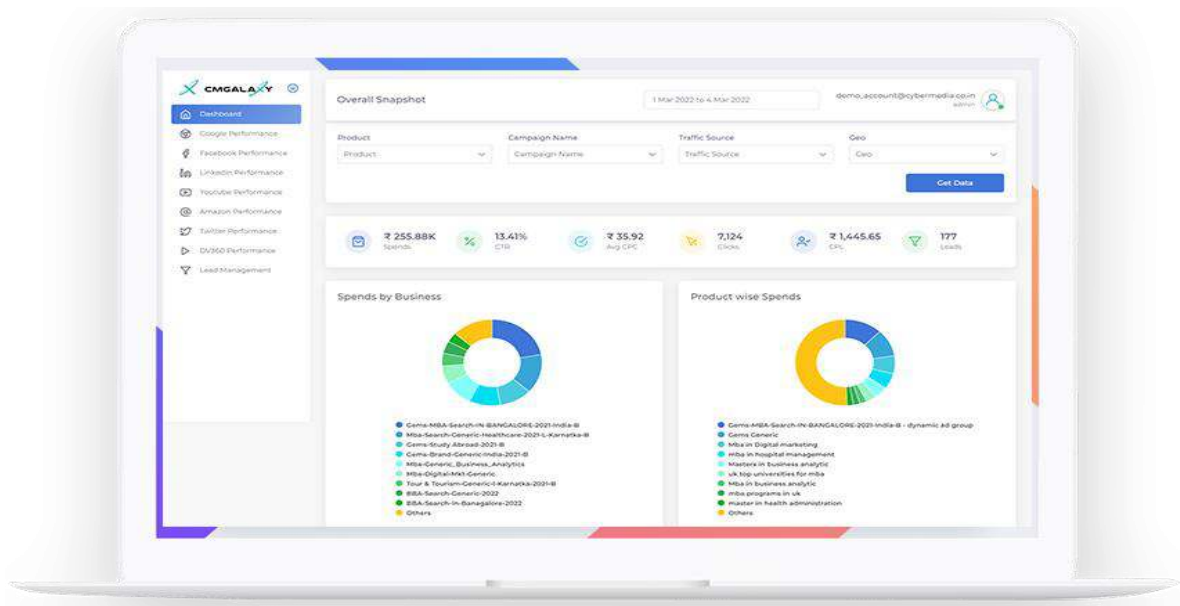 CMGALAXY
Dashboard
Google Performance
Facebook Performance
Linkedin Performance
Youtube Performance
Amazon Performance
Twitter Performance
DV360 Performance
Lead Management
Overall Snapshot
1 Mar 2022 to 4 Mar 2022
demo_account@cybermedia.co.in
admin
Product
Campaign Name
Traffic Source
Geo
Product
Campaign Name
Traffic Source
Geo
Get Data
₹ 255.88K
Spends
13.41%
CTR
₹ 35.92
Avg CPC
7,124
Clicks
₹ 1,445.65
CPL
177
Leads
Spends by Business
Gems-MBA-Search-IN-BANGALORE-2021-India-B
Mba-Search-Generic-Healthcare-2021-L-Karnatka-B
Gems-Study Abroad-2021-B
Gems-Brand-Generic-India-2021-B
Mba-Generic_Business_Analytics
Mba-Digital-Mkt-Generic
Tour & Tourism-Generic-I-Karnatka-2021-B
BBA-Search-Generic-2022
BBA-Search-In-Banagalore-2022
Others
Product wise Spends
Gems-MBA-Search-IN-BANGALORE-2021-India-B - dynamic ad group
Gems Generic
Mba in Digital marketing
mba in hospital management
Masters in business analytic
uk top universities for mba
Mba in business analytic
mba programs in uk
master in health administration
Others